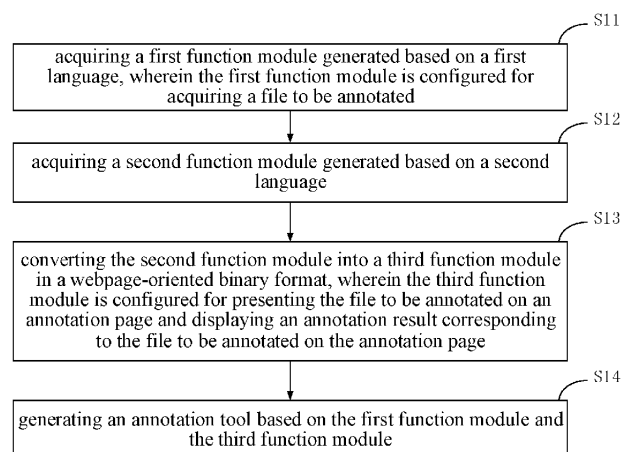 S11
acquiring a first function module generated based on a first
language, wherein the first function module is configured for
acquiring a file to be annotated
S12
acquiring a second function module generated based on a second
language
S13
converting the second function module into a third function module
in a webpage-oriented binary format, wherein the third function
module is configured for presenting the file to be annotated on an
annotation page and displaying an annotation result corresponding
to the file to be annotated on the annotation page
S14
generating an annotation tool based on the first function module and
the third function module